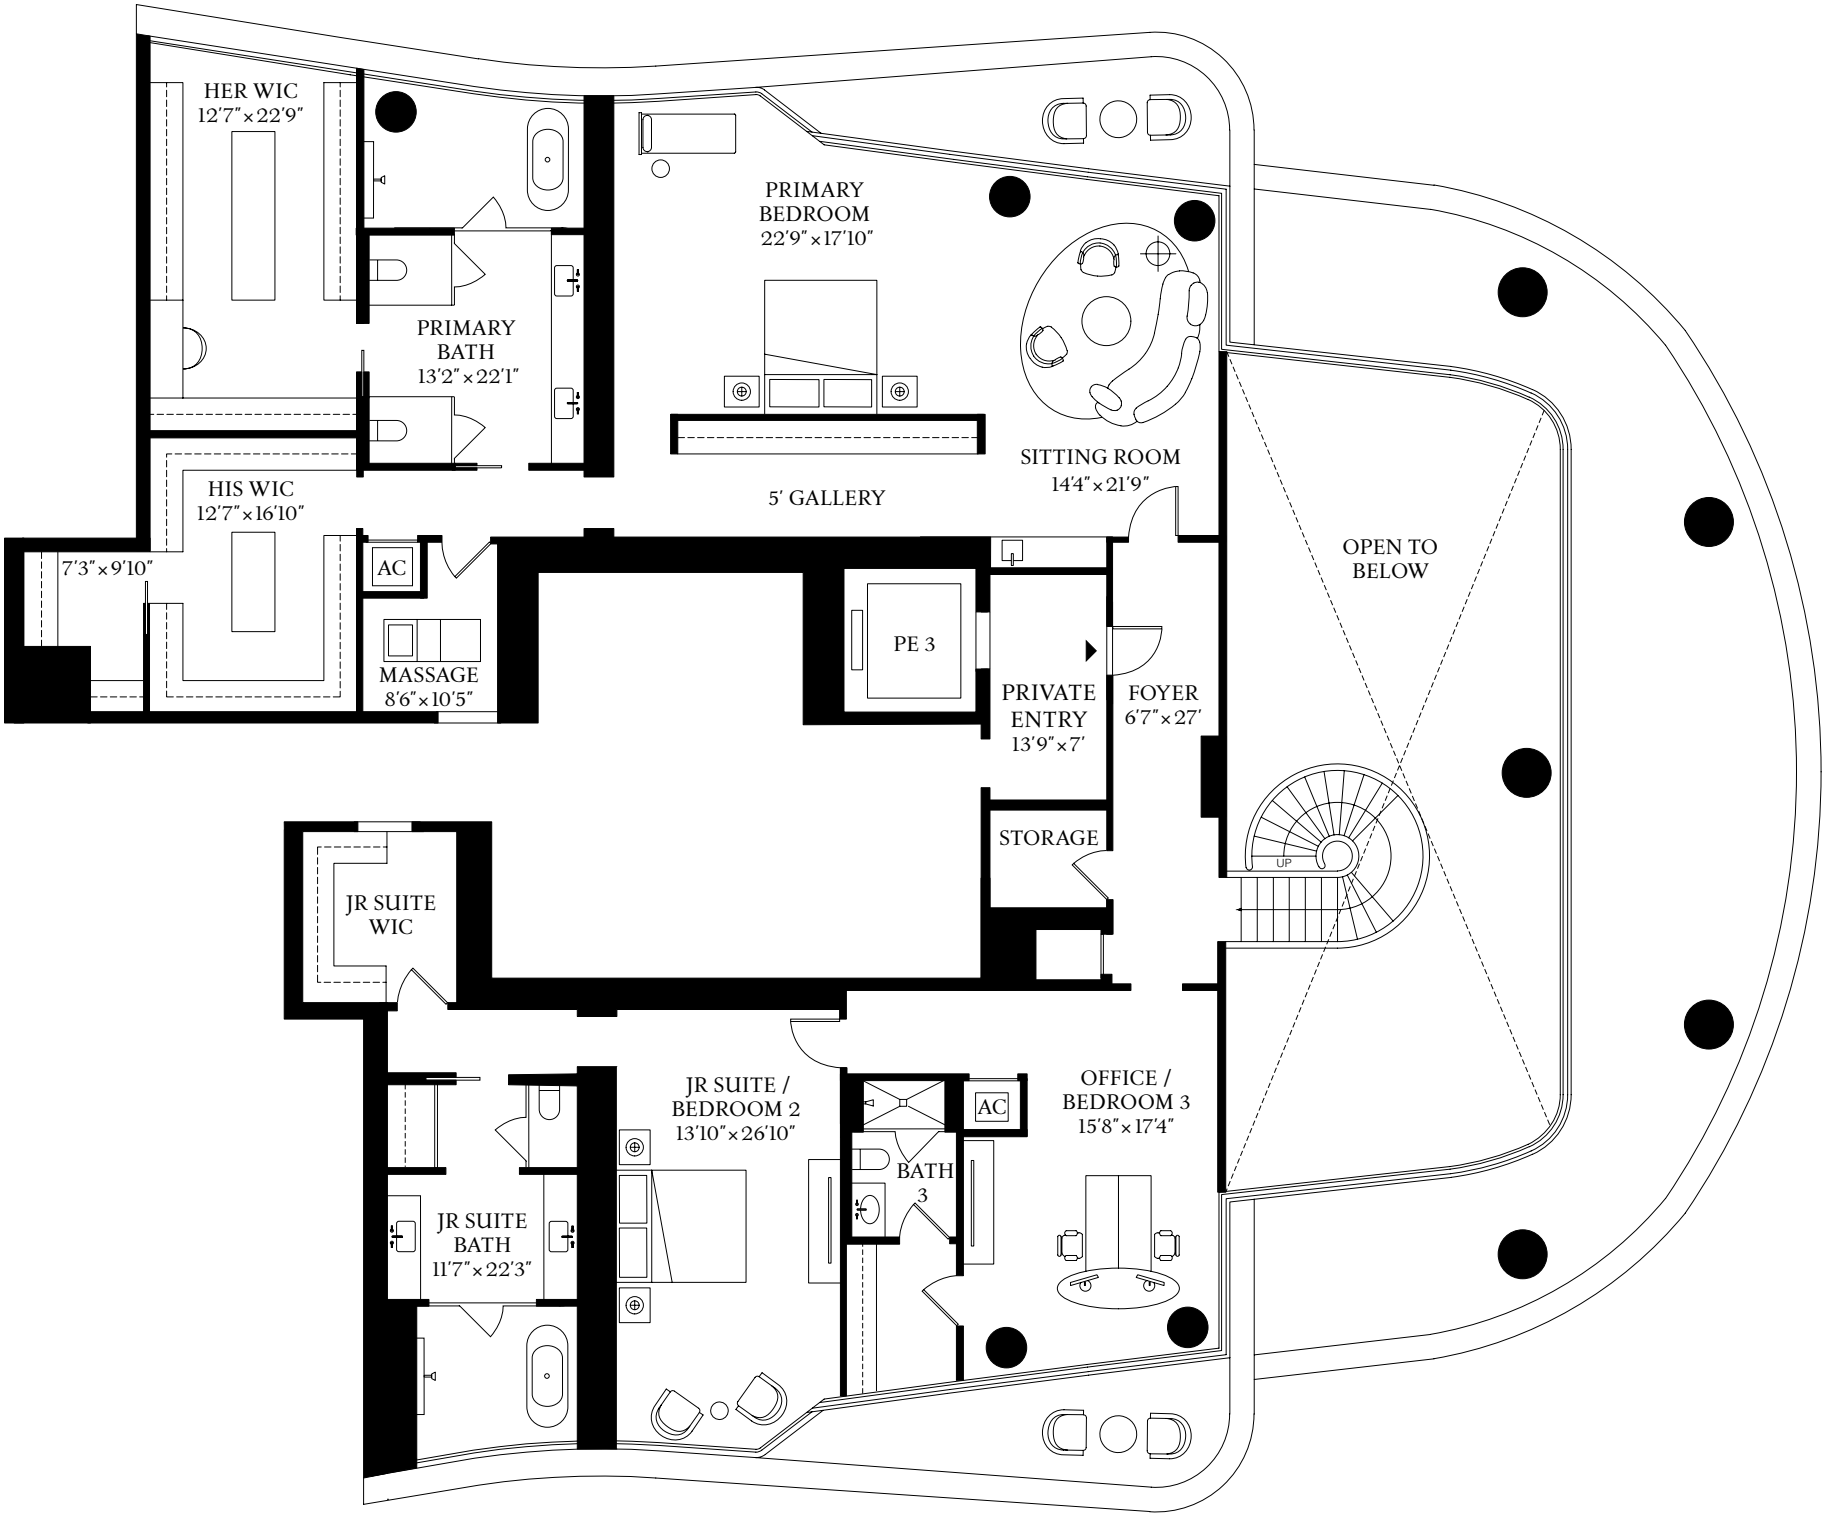 HER WIC
12'7"×22'9"
PRIMARY
BEDROOM
22'9"×17'10"
PRIMARY
BATH
13'2"×22'1"
SITTING ROOM
14'4"×21'9"
HIS WIC
12'7"×16'10"
5' GALLERY
OPEN TO
BELOW
7'3"×9'10"
AC
PE 3
MASSAGE
8'6"×10'5"
PRIVATE
ENTRY
13'9"×7'
FOYER
6'7"×27'
STORAGE
UP
JR SUITE
WIC
JR SUITE /
BEDROOM 2
13'10"×26'10"
AC
OFFICE /
BEDROOM 3
15'8"×17'4"
BATH
3
JR SUITE
BATH
11'7"×22'3"